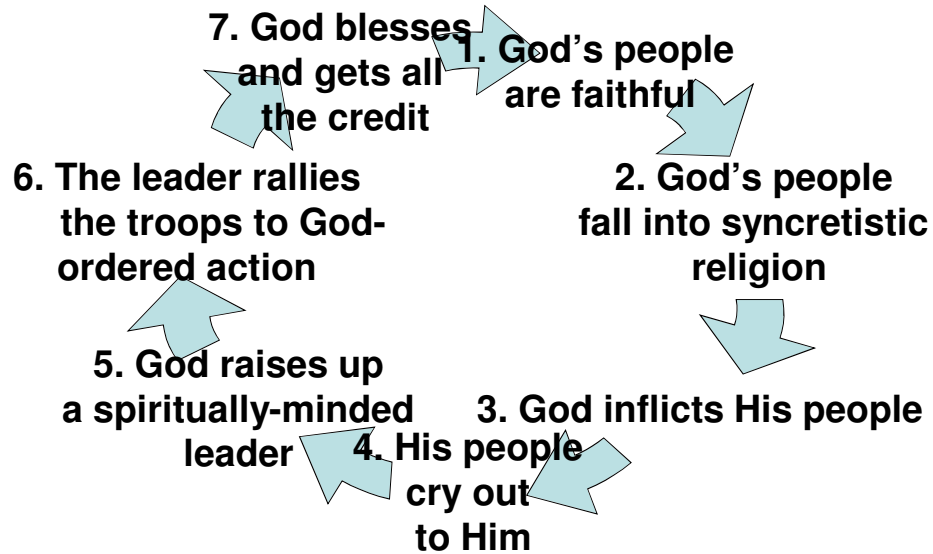 1. God’s people
are faithful
2. God’s people
fall into syncretistic
religion
3. God inflicts His people
4. His people
cry out
to Him
5. God raises up
a spiritually-minded
leader
6. The leader rallies
the troops to God-
ordered action
7. God blesses
and gets all
the credit